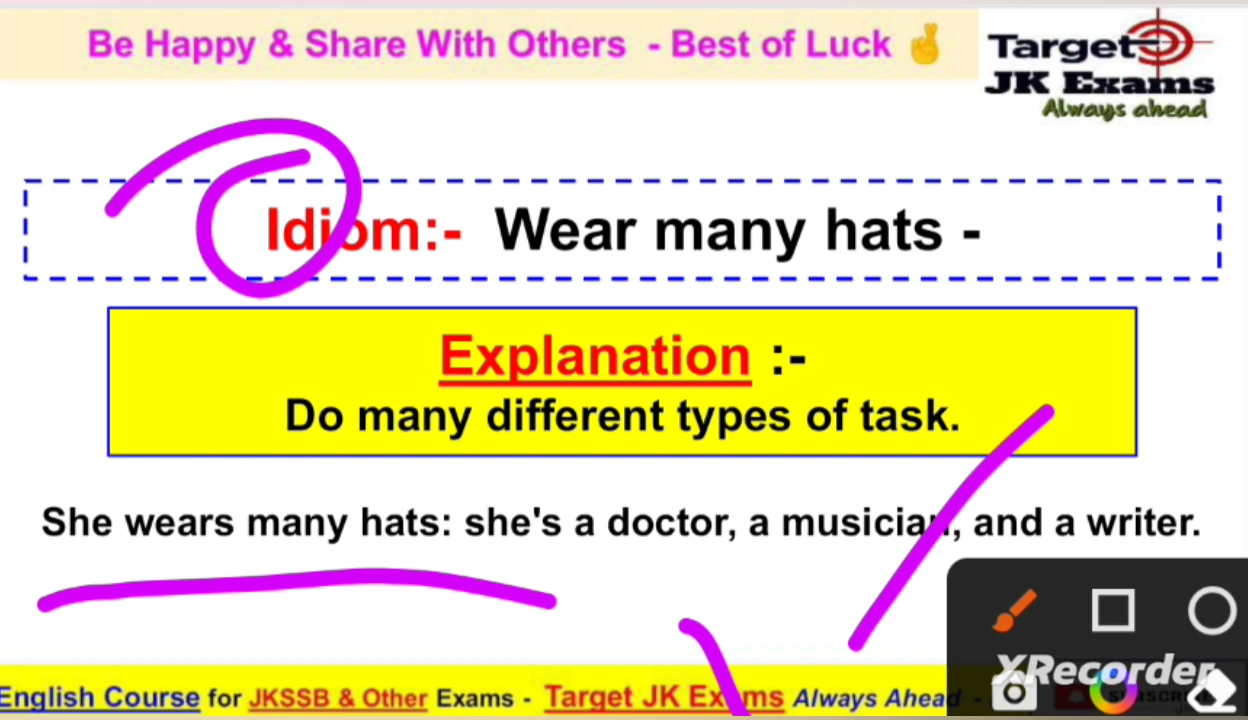 Be Happy & Share With Others - Best of Luck ✌
Target
JK Exams
Always ahead
Idiom:- Wear many hats -
Explanation :-
Do many different types of task.
She wears many hats: she's a doctor, a musician, and a writer.
XRecorder
English Course for JKSSB & Other Exams - Target JK Exams Always Ahead -